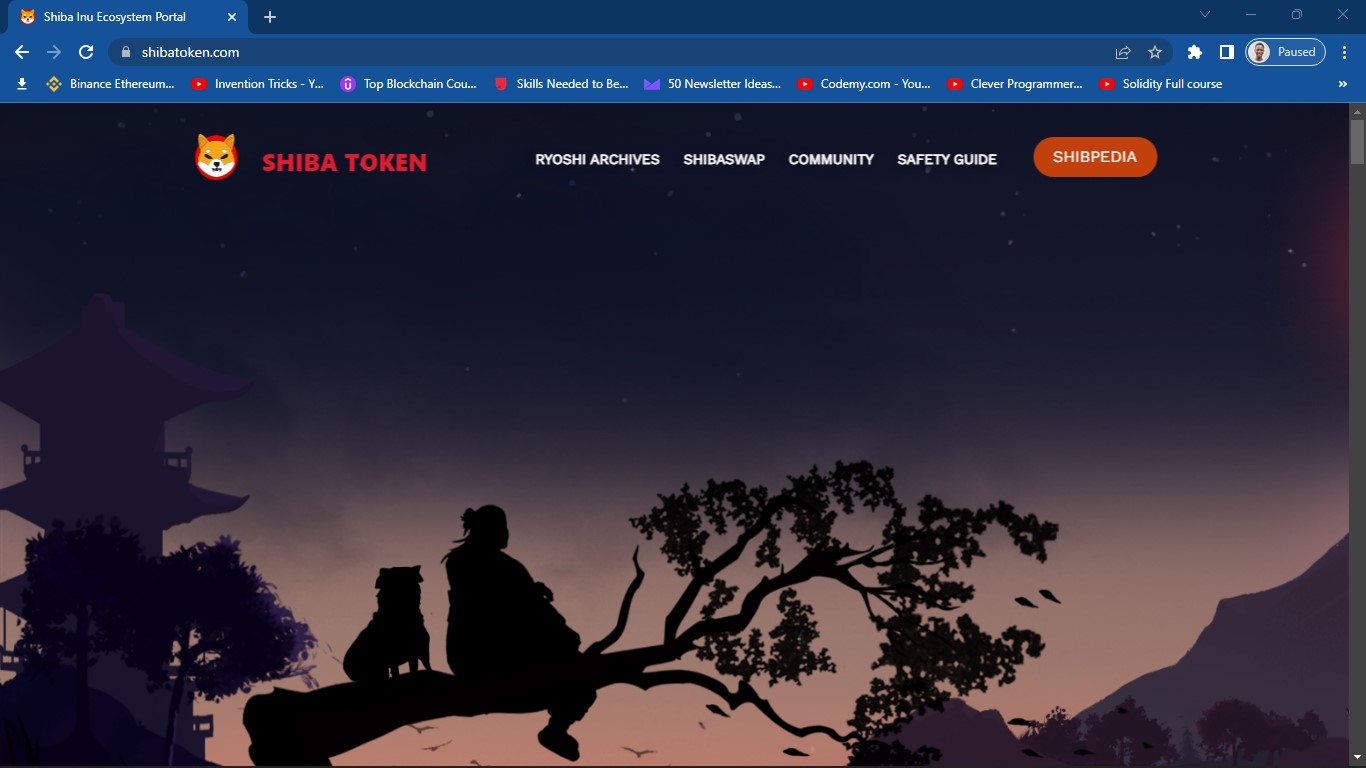 Shiba Inu Ecosystem Portal
shibatoken.com
Paused
Binance Ethereum...
Invention Tricks - Y...
Top Blockchain Cou...
Skills Needed to Be...
50 Newsletter Ideas...
Codemy.com - You...
Clever Programmer...
Solidity Full course
SHIBA TOKEN
RYOSHI ARCHIVES
SHIBASWAP
COMMUNITY
SAFETY GUIDE
SHIBPEDIA